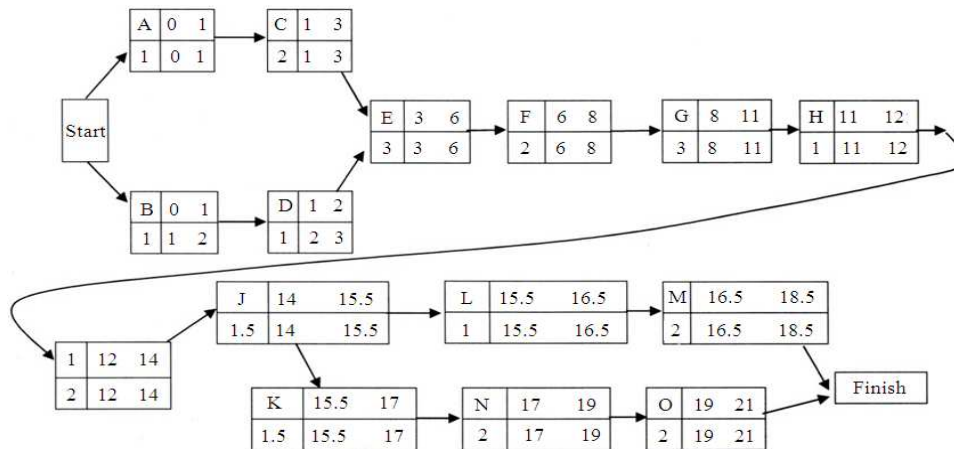 A 0 1
1 0 1
C 1 3
2 1 3
Start
E 3 6
3 3 6
F 6 8
2 6 8
G 8 11
3 8 11
H 11 12
1 11 12
B 0 1
1 1 2
D 1 2
1 2 3
J 14 15.5
1.5 14 15.5
L 15.5 16.5
1 15.5 16.5
M 16.5 18.5
2 16.5 18.5
1 12 14
2 12 14
K 15.5 17
1.5 15.5 17
N 17 19
2 17 19
O 19 21
2 19 21
Finish